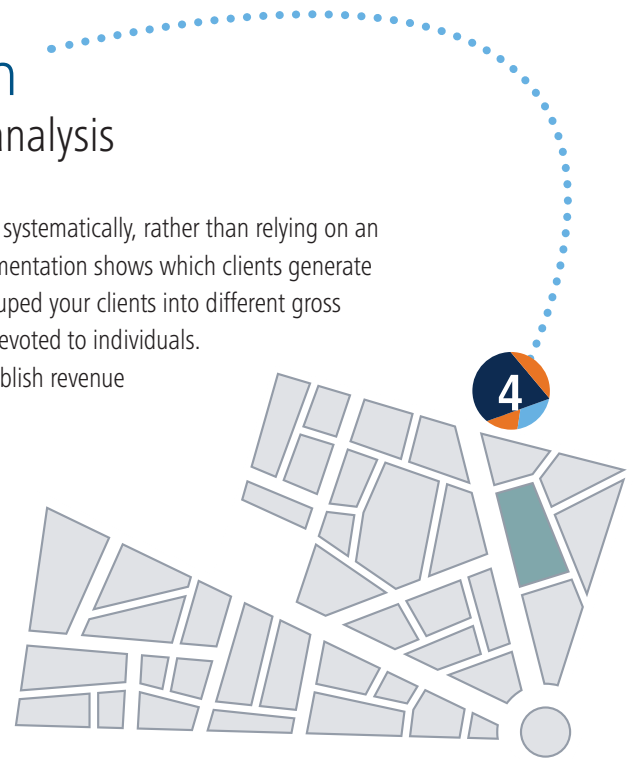 analysis
systematically, rather than relying on an
mentation shows which clients generate
uped your clients into different gross
evoted to individuals.
blish revenue
4